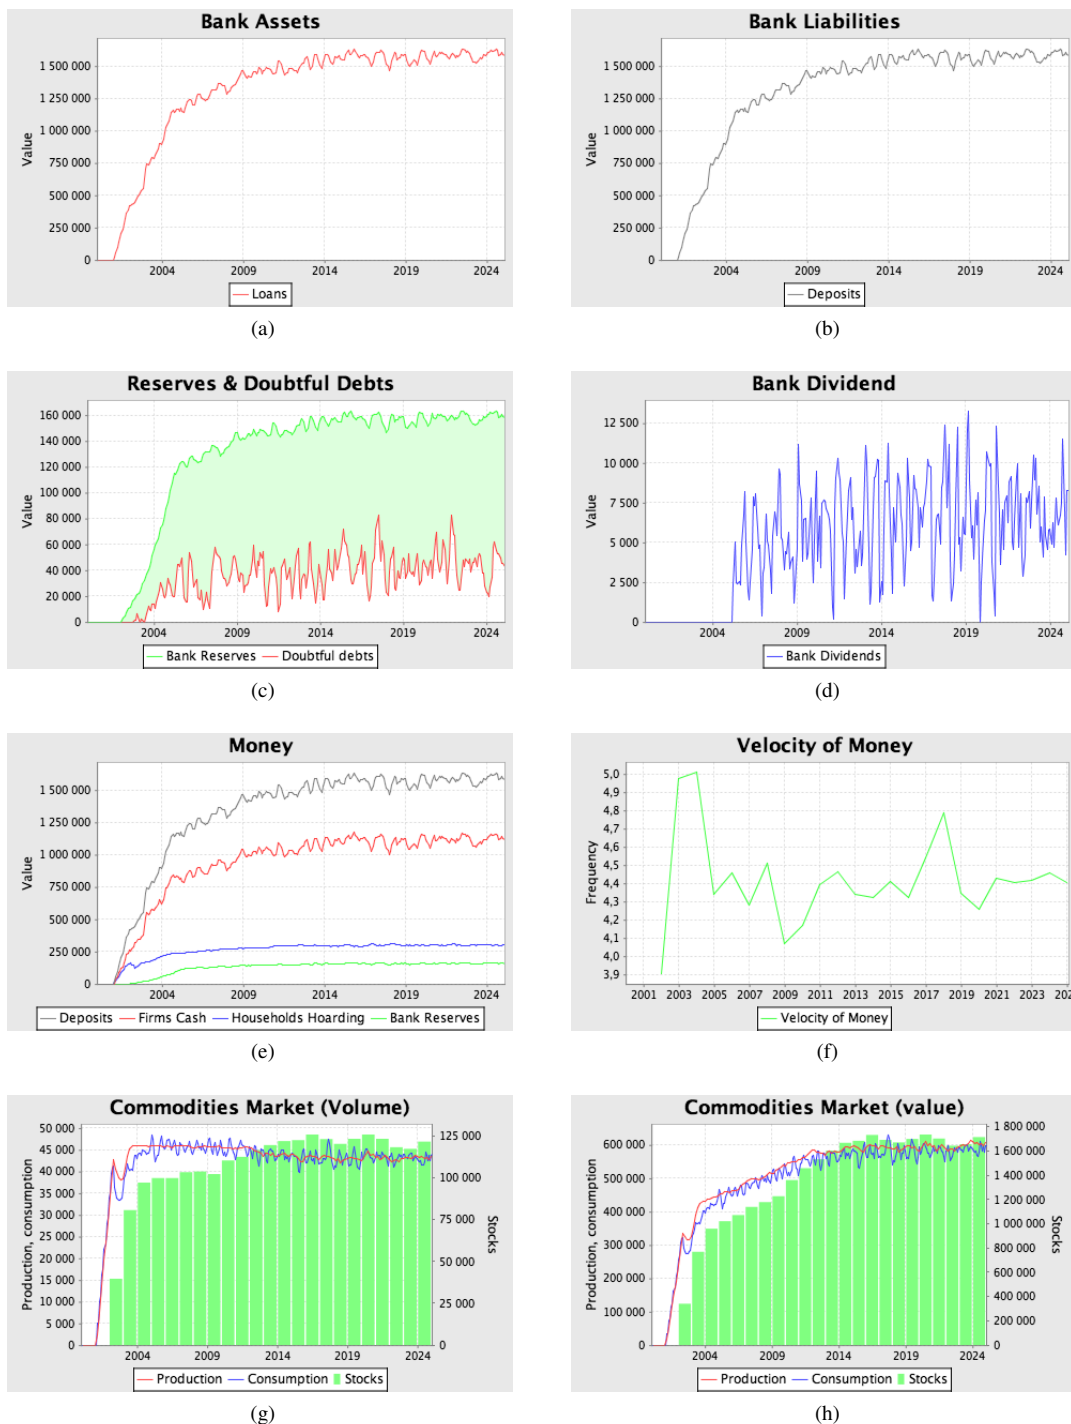 Bank Assets
Value
1 500 000
1 250 000
1 000 000
750 000
500 000
250 000
0
2004 2009 2014 2019 2024
Loans
(a)
Bank Liabilities
Value
1 500 000
1 250 000
1 000 000
750 000
500 000
250 000
0
2004 2009 2014 2019 2024
Deposits
(b)
Reserves & Doubtful Debts
Value
160 000
140 000
120 000
100 000
80 000
60 000
40 000
20 000
0
2004 2009 2014 2019 2024
Bank Reserves Doubtful debts
(c)
Bank Dividend
Value
12 500
10 000
7 500
5 000
2 500
0
2004 2009 2014 2019 2024
Bank Dividends
(d)
Money
Value
1 500 000
1 250 000
1 000 000
750 000
500 000
250 000
0
2004 2009 2014 2019 2024
Deposits Firms Cash Households Hoarding Bank Reserves
(e)
Velocity of Money
Frequency
5,0
4,9
4,8
4,7
4,6
4,5
4,4
4,3
4,2
4,1
4,0
3,9
2001 2003 2005 2007 2009 2011 2013 2015 2017 2019 2021 2023 202
Velocity of Money
(f)
Commodities Market (Volume)
Production, consumption
50 000
45 000
40 000
35 000
30 000
25 000
20 000
15 000
10 000
5 000
0
125 000
100 000
75 000
50 000
25 000
0
Stocks
2004 2009 2014 2019 2024
Production Consumption Stocks
(g)
Commodities Market (value)
Production, consumption
600 000
500 000
400 000
300 000
200 000
100 000
0
1 800 000
1 600 000
1 400 000
1 200 000
1 000 000
800 000
600 000
400 000
200 000
0
Stocks
2004 2009 2014 2019 2024
Production Consumption Stocks
(h)